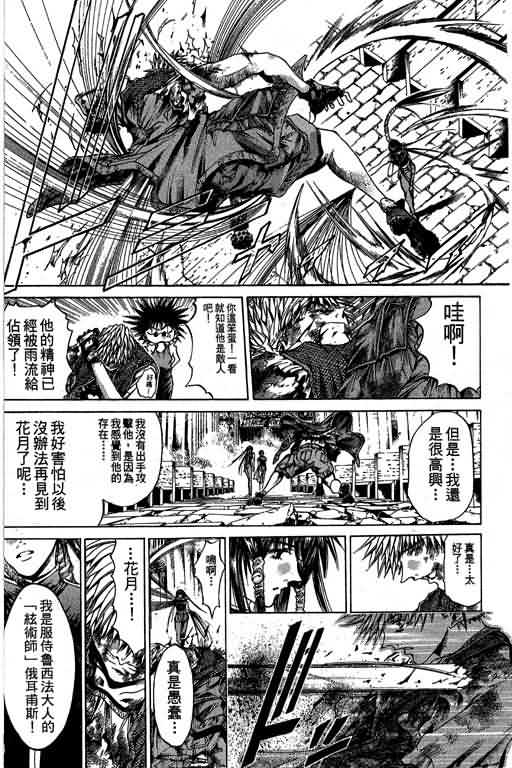 哇啊！
你這笨蛋！一看
就知道他是敵人
吧！
好痛
他的精神已
經被雨流給
佔領了！
但是…我還
是很高興…
我沒有出手攻
擊他，是因為
我感覺到他的
存在……
我好害怕以後
沒辦法再見到
花月了呢…
真是…太
好了…
嗚啊…
真是愚蠢…
…花月…！
我是服侍魯西法大人的
「絃術師」俄耳甫斯！